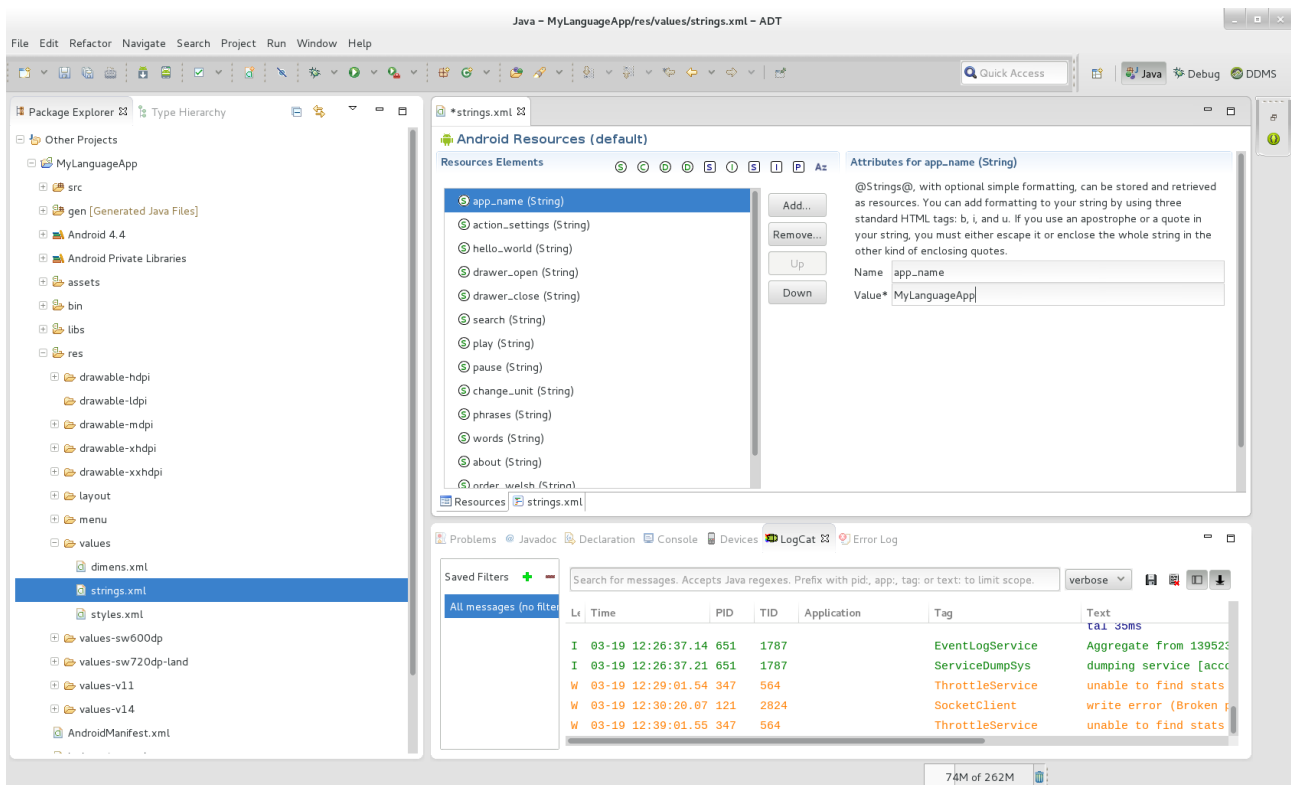 Java – MyLanguageApp/res/values/strings.xml – ADT
File Edit Refactor Navigate Search Project Run Window Help
Quick Access
Java
Debug
DDMS
Package Explorer
Type Hierarchy
Other Projects
MyLanguageApp
src
gen [Generated Java Files]
Android 4.4
Android Private Libraries
assets
bin
libs
res
drawable-hdpi
drawable-ldpi
drawable-mdpi
drawable-xhdpi
drawable-xxhdpi
layout
menu
values
dimens.xml
strings.xml
styles.xml
values-sw600dp
values-sw720dp-land
values-v11
values-v14
AndroidManifest.xml
*strings.xml
Android Resources (default)
Resources Elements
S C D D S I S I P Az
app_name (String)
action_settings (String)
hello_world (String)
drawer_open (String)
drawer_close (String)
search (String)
play (String)
pause (String)
change_unit (String)
phrases (String)
words (String)
about (String)
order_welsh (String)
Add...
Remove...
Up
Down
Attributes for app_name (String)
@Strings@, with optional simple formatting, can be stored and retrieved
as resources. You can add formatting to your string by using three
standard HTML tags: b, i, and u. If you use an apostrophe or a quote in
your string, you must either escape it or enclose the whole string in the
other kind of enclosing quotes.
Name app_name
Value* MyLanguageApp
Resources strings.xml
Problems @ Javadoc Declaration Console Devices LogCat Error Log
Saved Filters
All messages (no filter
Search for messages. Accepts Java regexes. Prefix with pid:, app:, tag: or text: to limit scope.
verbose
Time PID TID Application Tag Text
tal 35ms
I 03-19 12:26:37.14 651 1787 EventLogService Aggregate from 139523
I 03-19 12:26:37.21 651 1787 ServiceDumpSys dumping service [acco
W 03-19 12:29:01.54 347 564 ThrottleService unable to find stats
W 03-19 12:30:20.07 121 2824 SocketClient write error (Broken p
W 03-19 12:39:01.55 347 564 ThrottleService unable to find stats
74M of 262M